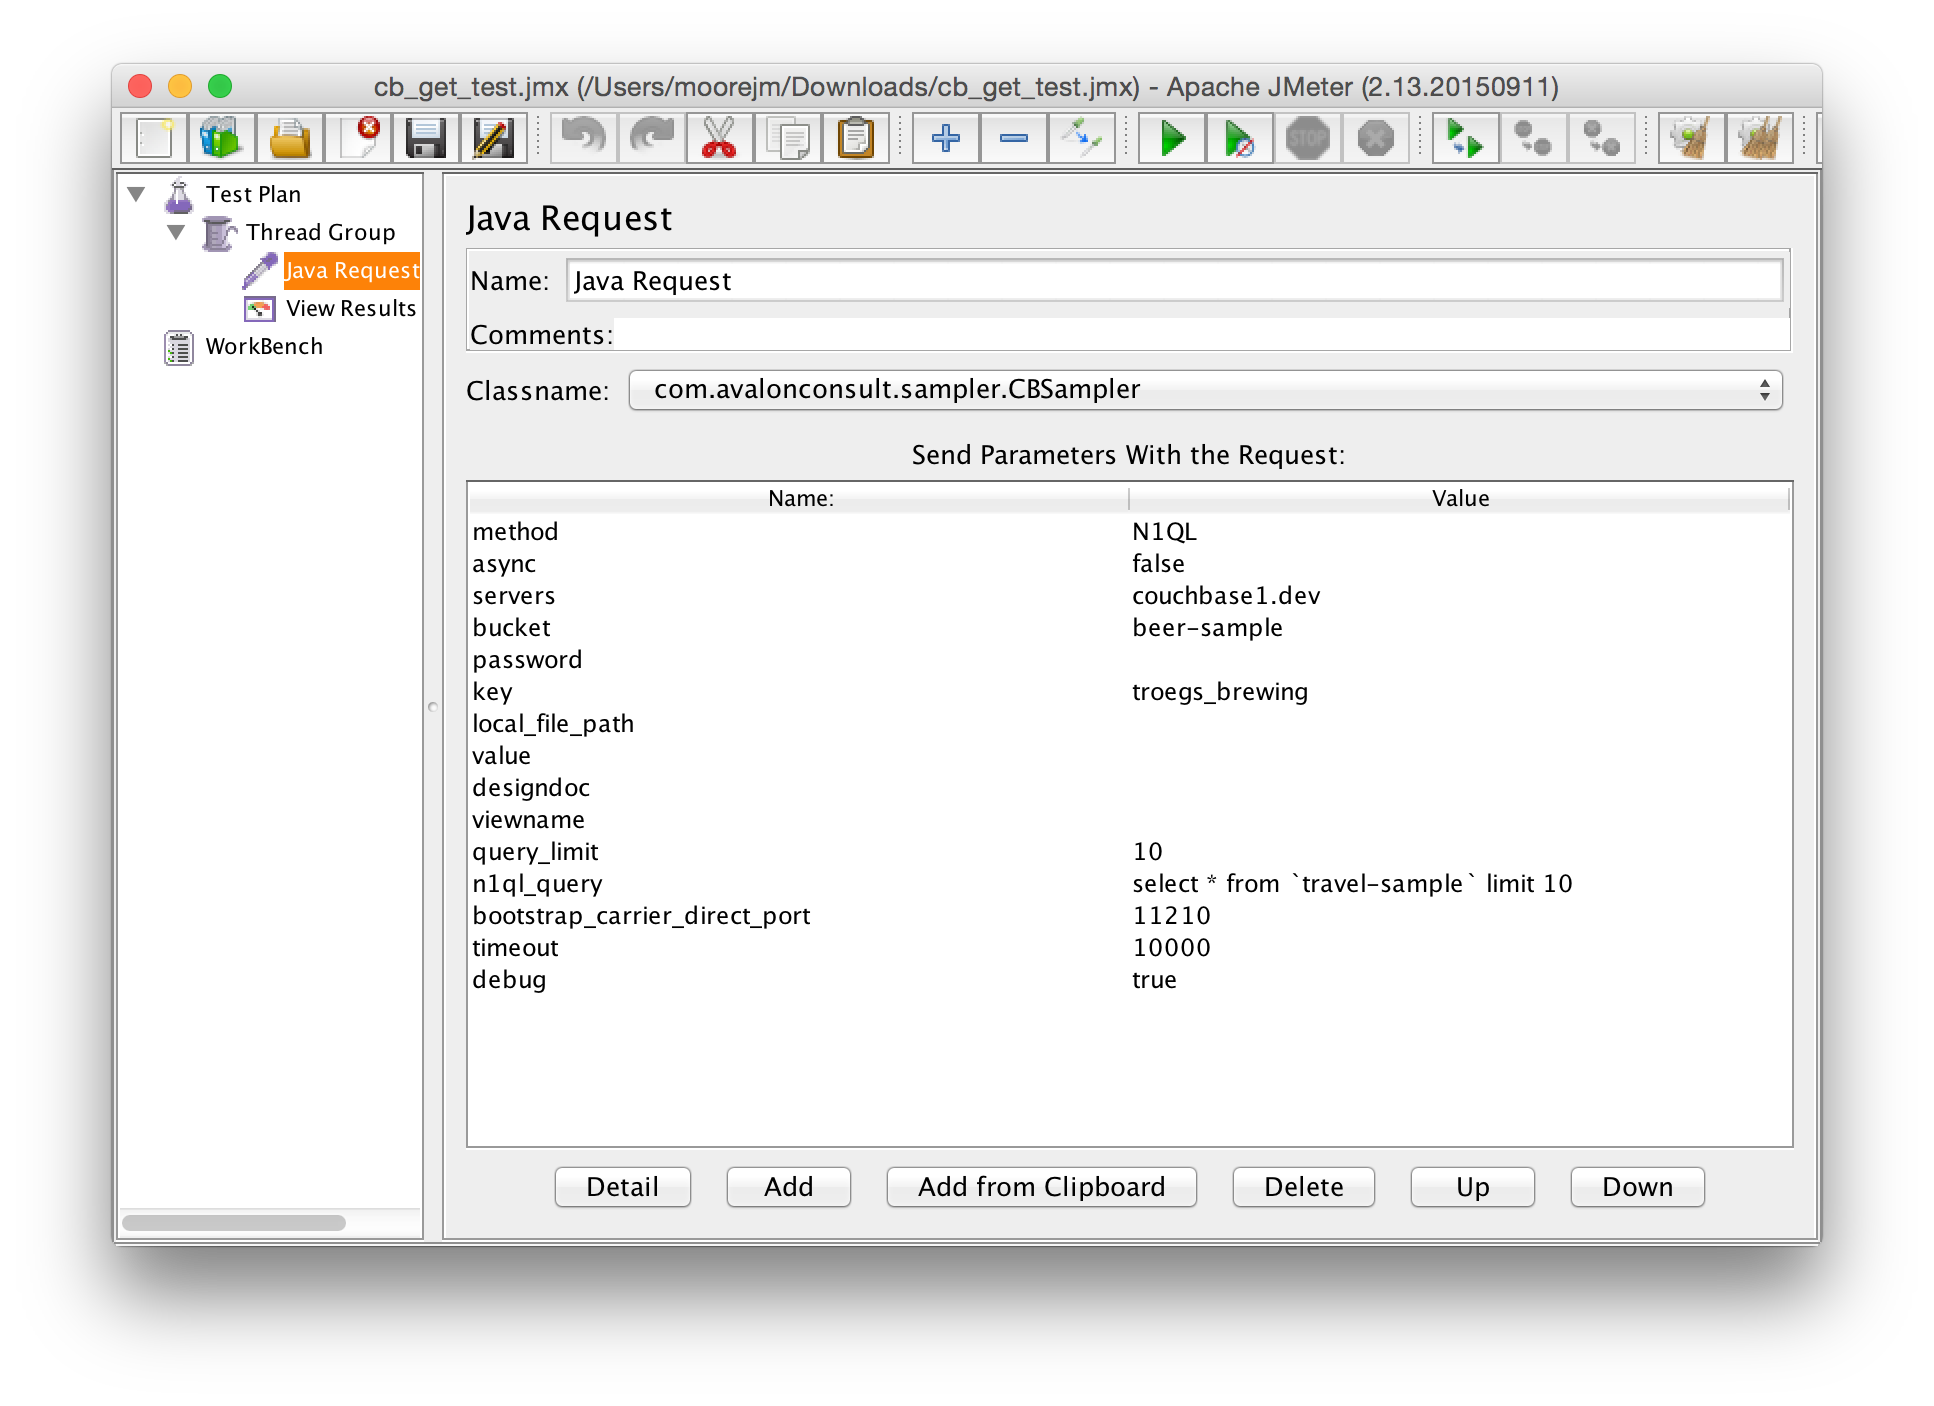 cb_get_test.jmx (/Users/moorejm/Downloads/cb_get_test.jmx) - Apache JMeter (2.13.20150911)
STOP
Test Plan
Thread Group
Java Request
View Results
WorkBench
Java Request
Name: Java Request
Comments:
Classname: com.avalonconsult.sampler.CBSampler
Send Parameters With the Request:
Name: Value
method N1QL
async false
servers couchbase1.dev
bucket beer-sample
password
key troegs_brewing
local_file_path
value
designdoc
viewname
query_limit 10
n1ql_query select * from `travel-sample` limit 10
bootstrap_carrier_direct_port 11210
timeout 10000
debug true
Detail Add Add from Clipboard Delete Up Down